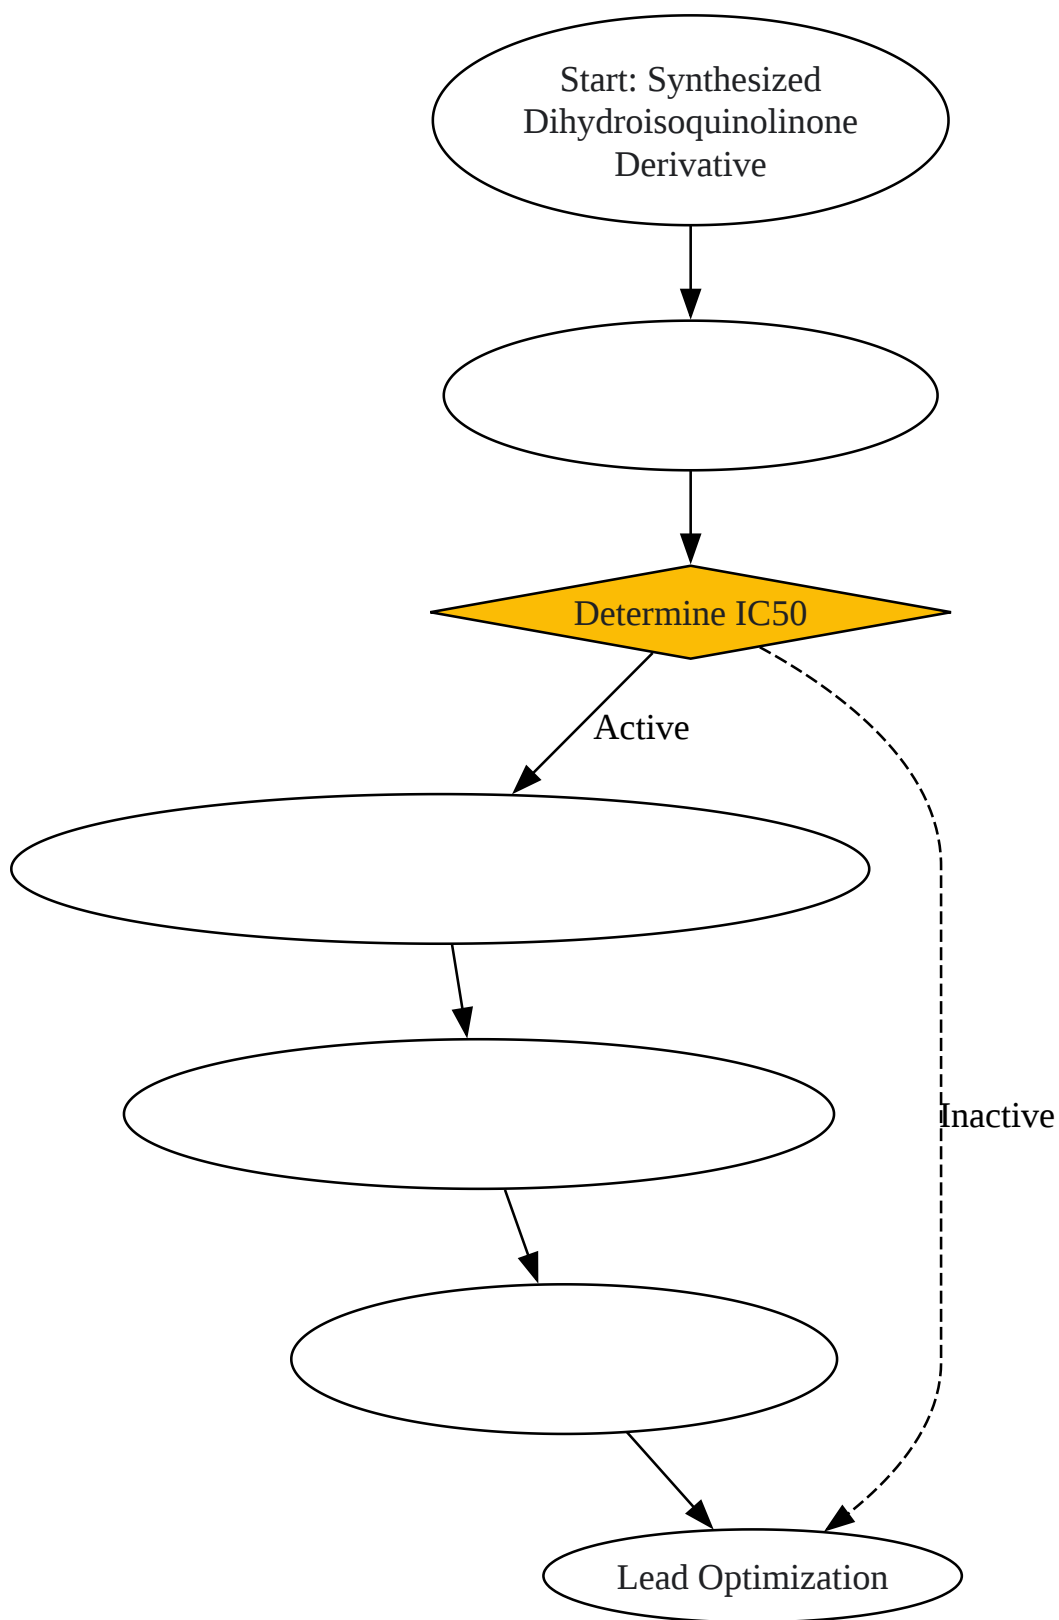 Start: Synthesized
Dihydroisoquinolinone
Derivative
Determine IC50
Active
Inactive
Lead Optimization